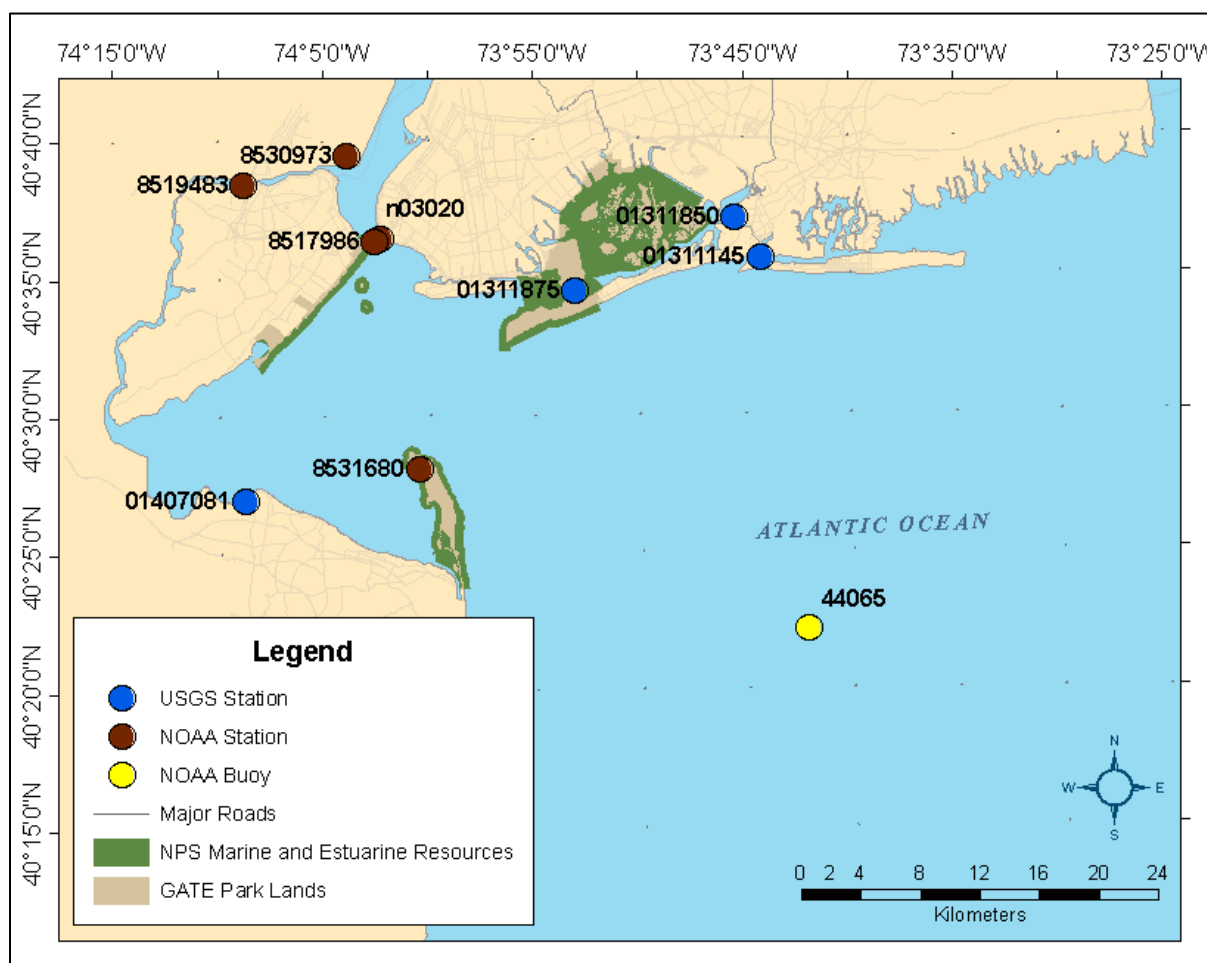 74°15'0"W 74°5'0"W 73°55'0"W 73°45'0"W 73°35'0"W 73°25'0"W
40°40'0"N
40°35'0"N
40°30'0"N
40°25'0"N
40°20'0"N
40°15'0"N
8530973
8519483
n03020
8517986
01311850
01311145
01311875
8531680
01407081
ATLANTIC OCEAN
44065
Legend
USGS Station
NOAA Station
NOAA Buoy
Major Roads
NPS Marine and Estuarine Resources
GATE Park Lands
N
W E
S
0 2 4 8 12 16 20 24
Kilometers